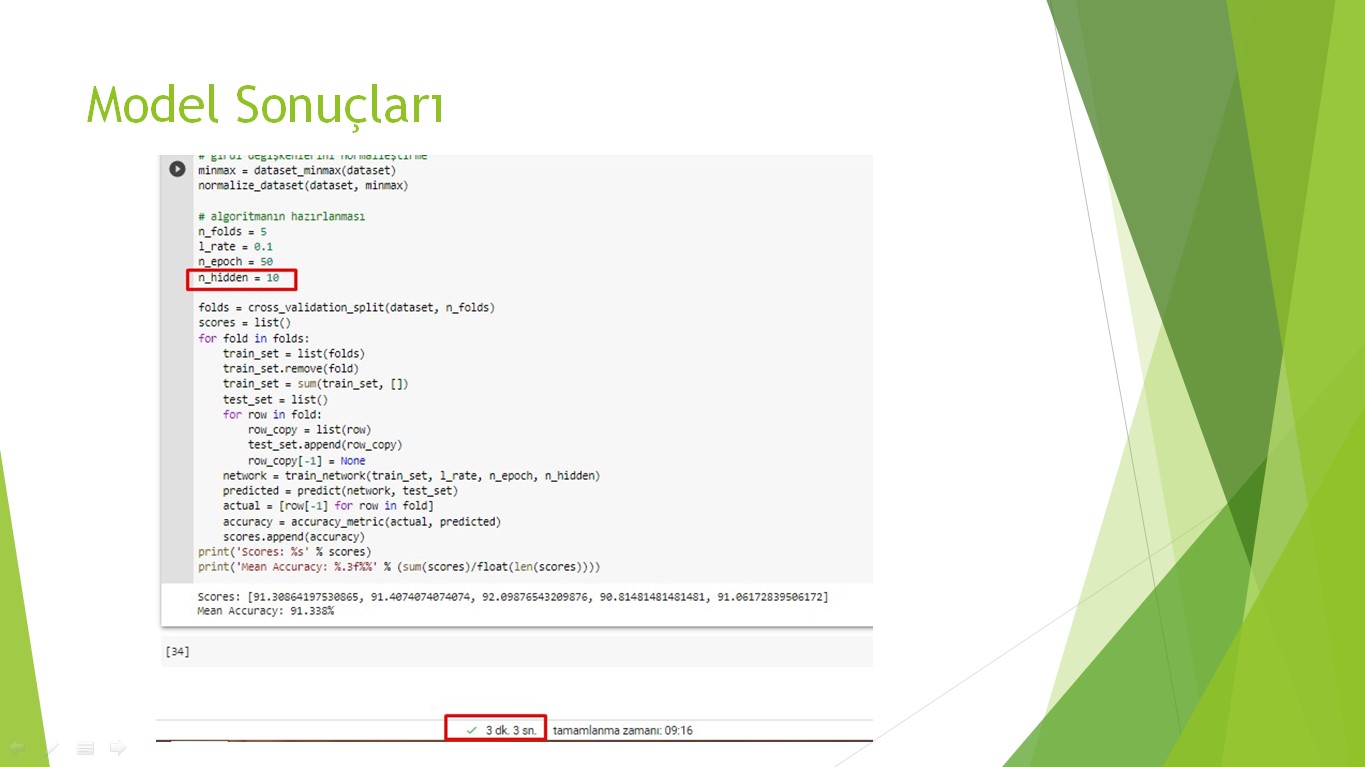 Model Sonuçları
# girdi değişkenlerini normalleştirme
minmax = dataset_minmax(dataset)
normalize_dataset(dataset, minmax)
# algoritmanın hazırlanması
n_folds = 5
l_rate = 0.1
n_epoch = 50
n_hidden = 10
folds = cross_validation_split(dataset, n_folds)
scores = list()
for fold in folds:
    train_set = list(folds)
    train_set.remove(fold)
    train_set = sum(train_set, [])
    test_set = list()
    for row in fold:
        row_copy = list(row)
        test_set.append(row_copy)
        row_copy[-1] = None
    network = train_network(train_set, l_rate, n_epoch, n_hidden)
    predicted = predict(network, test_set)
    actual = [row[-1] for row in fold]
    accuracy = accuracy_metric(actual, predicted)
    scores.append(accuracy)
print('Scores: %s' % scores)
print('Mean Accuracy: %.3f%%' % (sum(scores)/float(len(scores))))
Scores: [91.30864197530865, 91.4074074074074, 92.09876543209876, 90.81481481481481, 91.06172839506172]
Mean Accuracy: 91.338%
[34]
3 dk. 3 sn. tamamlanma zamanı: 09:16